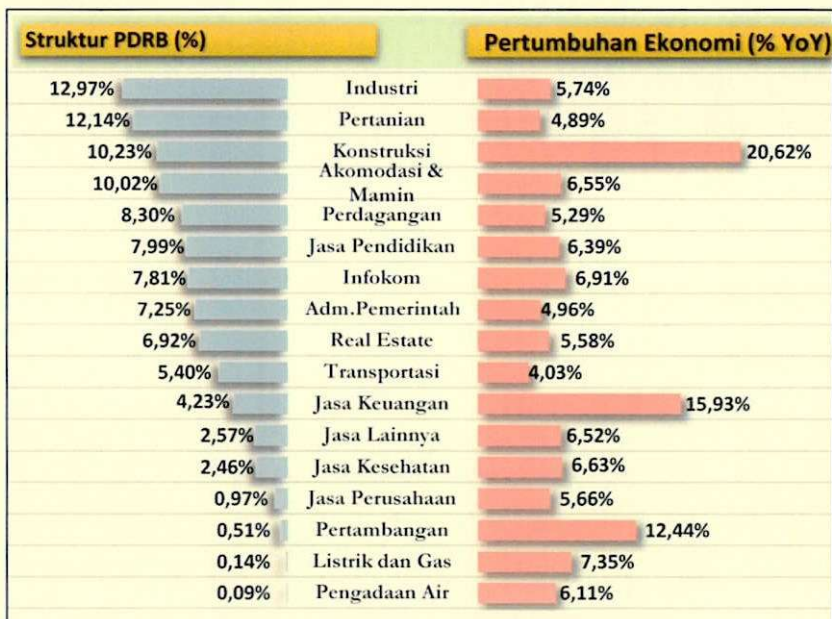 Struktur PDRB (%) Pertumbuhan Ekonomi (% YoY)
12,97% Industri 5,74%
12,14% Pertanian 4,89%
10,23% Konstruksi 20,62%
10,02% Akomodasi & Mamin 6,55%
8,30% Perdagangan 5,29%
7,99% Jasa Pendidikan 6,39%
7,81% Infokom 6,91%
7,25% Adm.Pemerintah 4,96%
6,92% Real Estate 5,58%
5,40% Transportasi 4,03%
4,23% Jasa Keuangan 15,93%
2,57% Jasa Lainnya 6,52%
2,46% Jasa Kesehatan 6,63%
0,97% Jasa Perusahaan 5,66%
0,51% Pertambangan 12,44%
0,14% Listrik dan Gas 7,35%
0,09% Pengadaan Air 6,11%